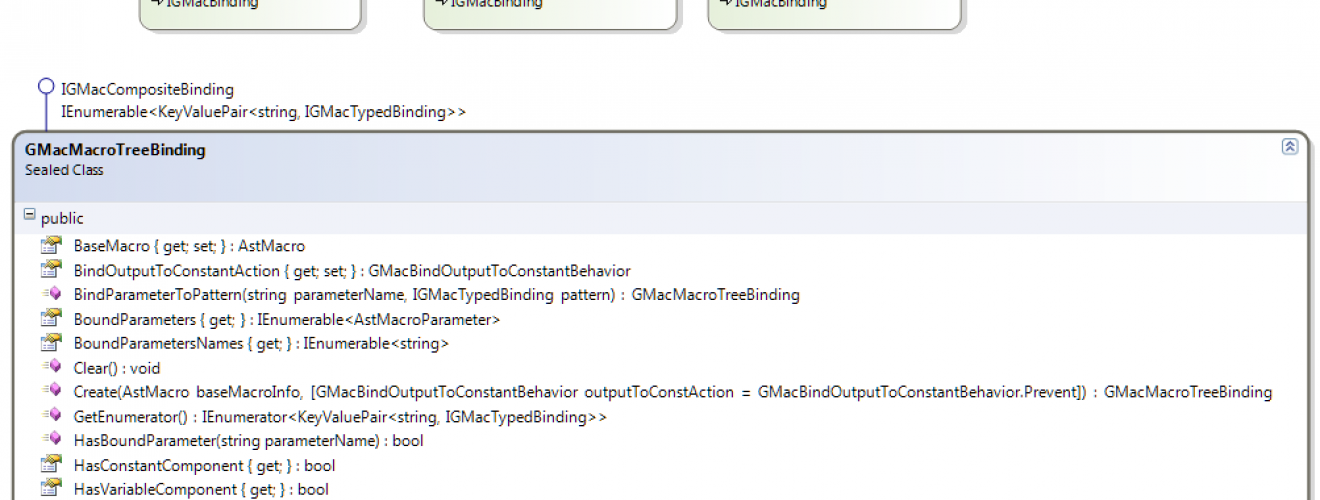 IGMacBinding
IGMacBinding
IGMacBinding
IGMacCompositeBinding
IEnumerable<KeyValuePair<string, IGMacTypedBinding>>
GMacMacroTreeBinding
Sealed Class
public
BaseMacro { get; set; } : AstMacro
BindOutputToConstantAction { get; set; } : GMacBindOutputToConstantBehavior
BindParameterToPattern(string parameterName, IGMacTypedBinding pattern) : GMacMacroTreeBinding
BoundParameters { get; } : IEnumerable<AstMacroParameter>
BoundParametersNames { get; } : IEnumerable<string>
Clear() : void
Create(AstMacro baseMacroInfo, [GMacBindOutputToConstantBehavior outputToConstAction = GMacBindOutputToConstantBehavior.Prevent]) : GMacMacroTreeBinding
GetEnumerator() : IEnumerator<KeyValuePair<string, IGMacTypedBinding>>
HasBoundParameter(string parameterName) : bool
HasConstantComponent { get; } : bool
HasVariableComponent { get; } : bool